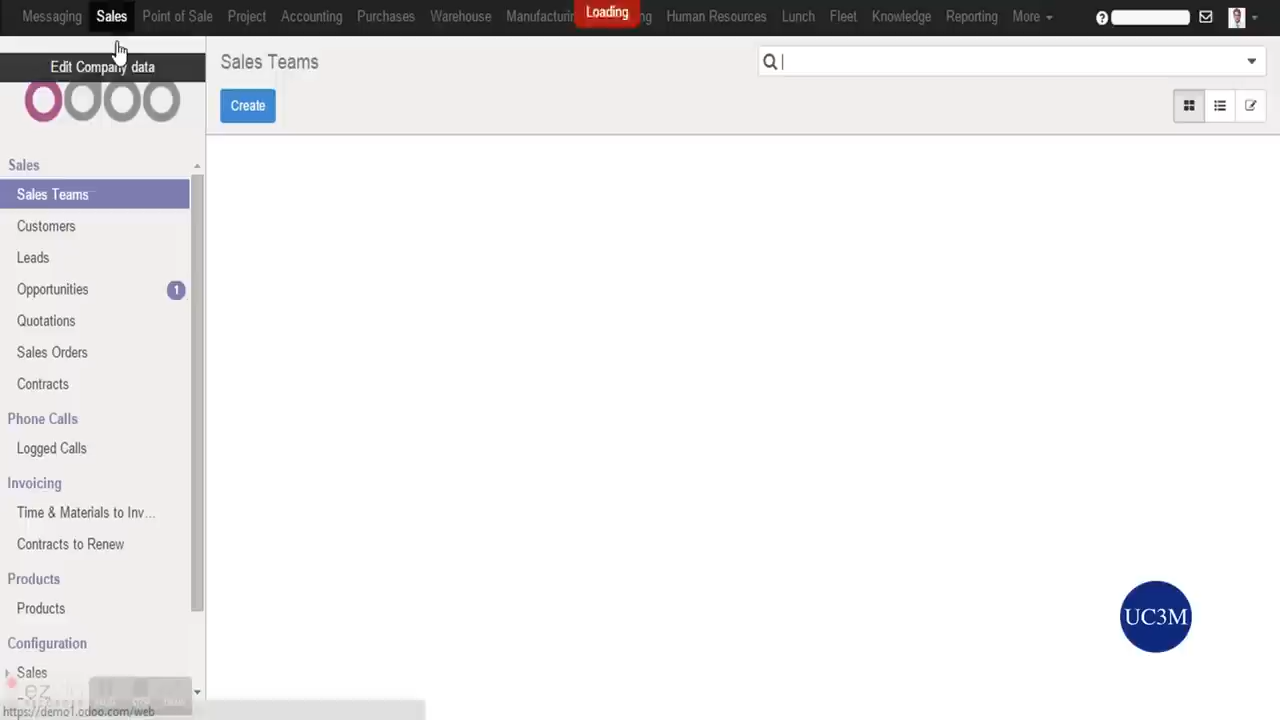 Messaging Sales Point of Sale Project Accounting Purchases Warehouse Manufacturin Loading Human Resources Lunch Fleet Knowledge Reporting More
Edit Company data
odoo
Sales Teams
Create
Sales
Sales Teams
Customers
Leads
Opportunities 1
Quotations
Sales Orders
Contracts
Phone Calls
Logged Calls
Invoicing
Time & Materials to Inv...
Contracts to Renew
Products
Products
Configuration
Sales
ez
https://demo1.odoo.com/web
UC3M